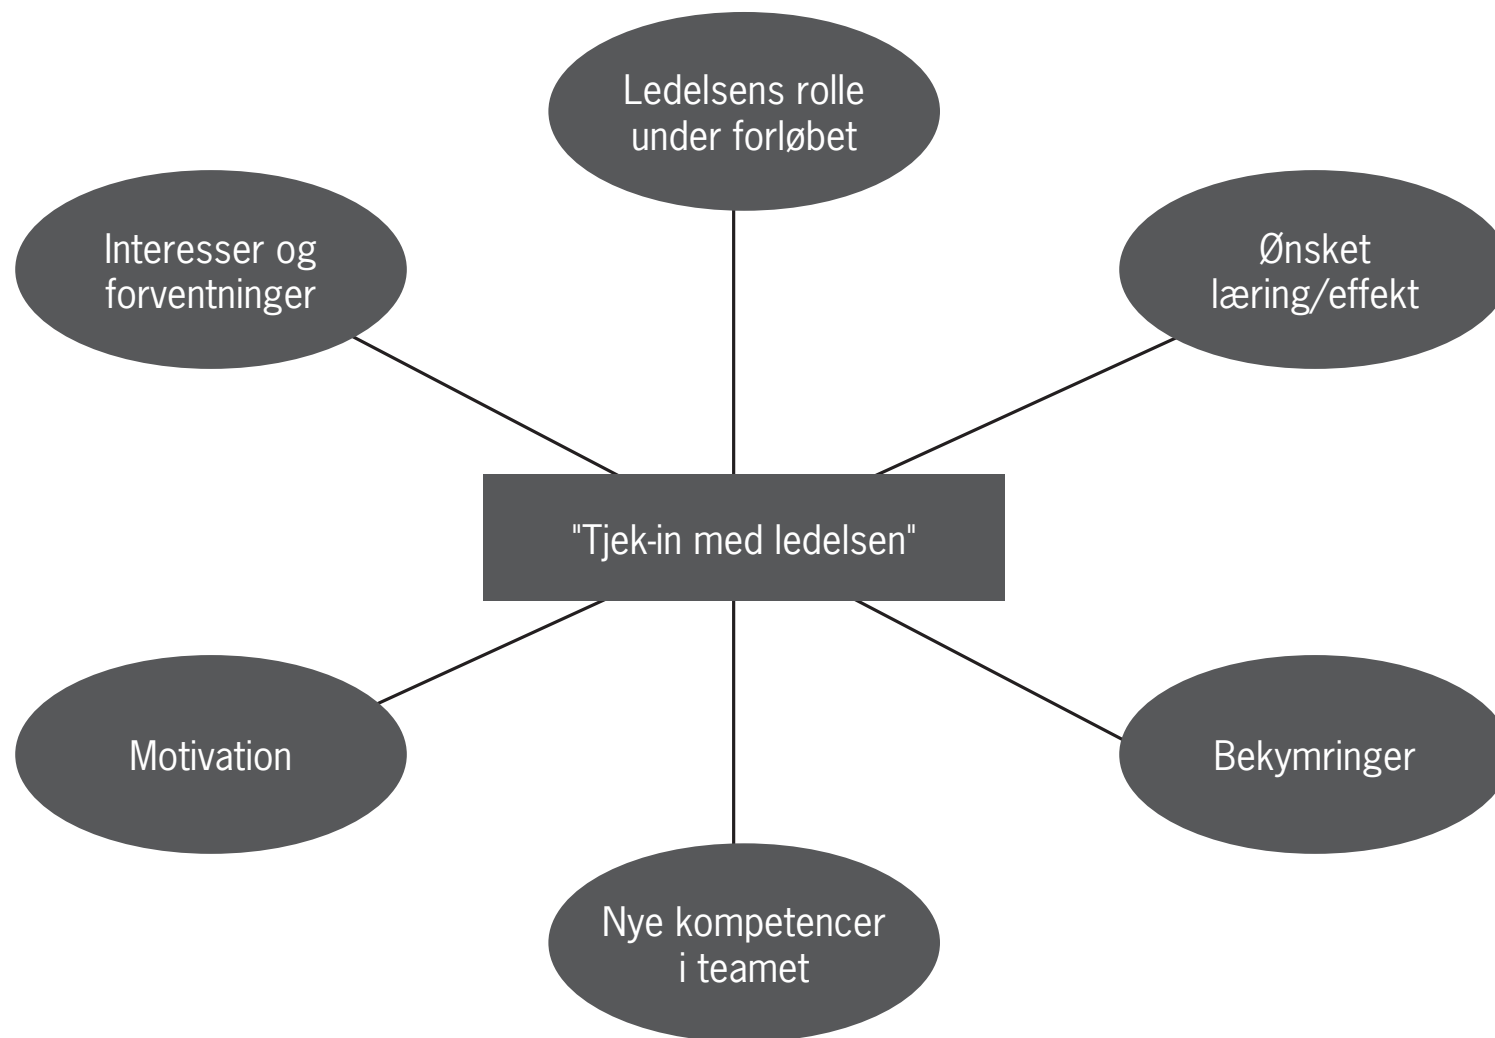 Ledelsens rolle
under forløbet
Interesser og
forventninger
Ønsket
læring/effekt
"Tjek-in med ledelsen"
Motivation
Bekymringer
Nye kompetencer
i teamet